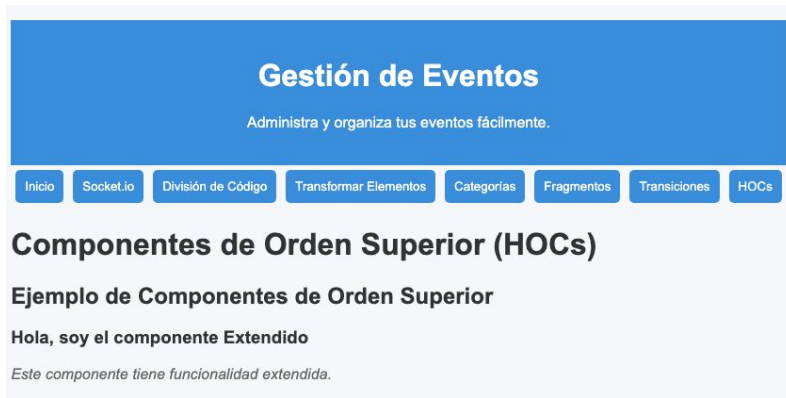 Gestión de Eventos
Administra y organiza tus eventos fácilmente.
Inicio Socket.io División de Código Transformar Elementos Categorías Fragmentos Transiciones HOCs
Componentes de Orden Superior (HOCs)
Ejemplo de Componentes de Orden Superior
Hola, soy el componente Extendido
Este componente tiene funcionalidad extendida.